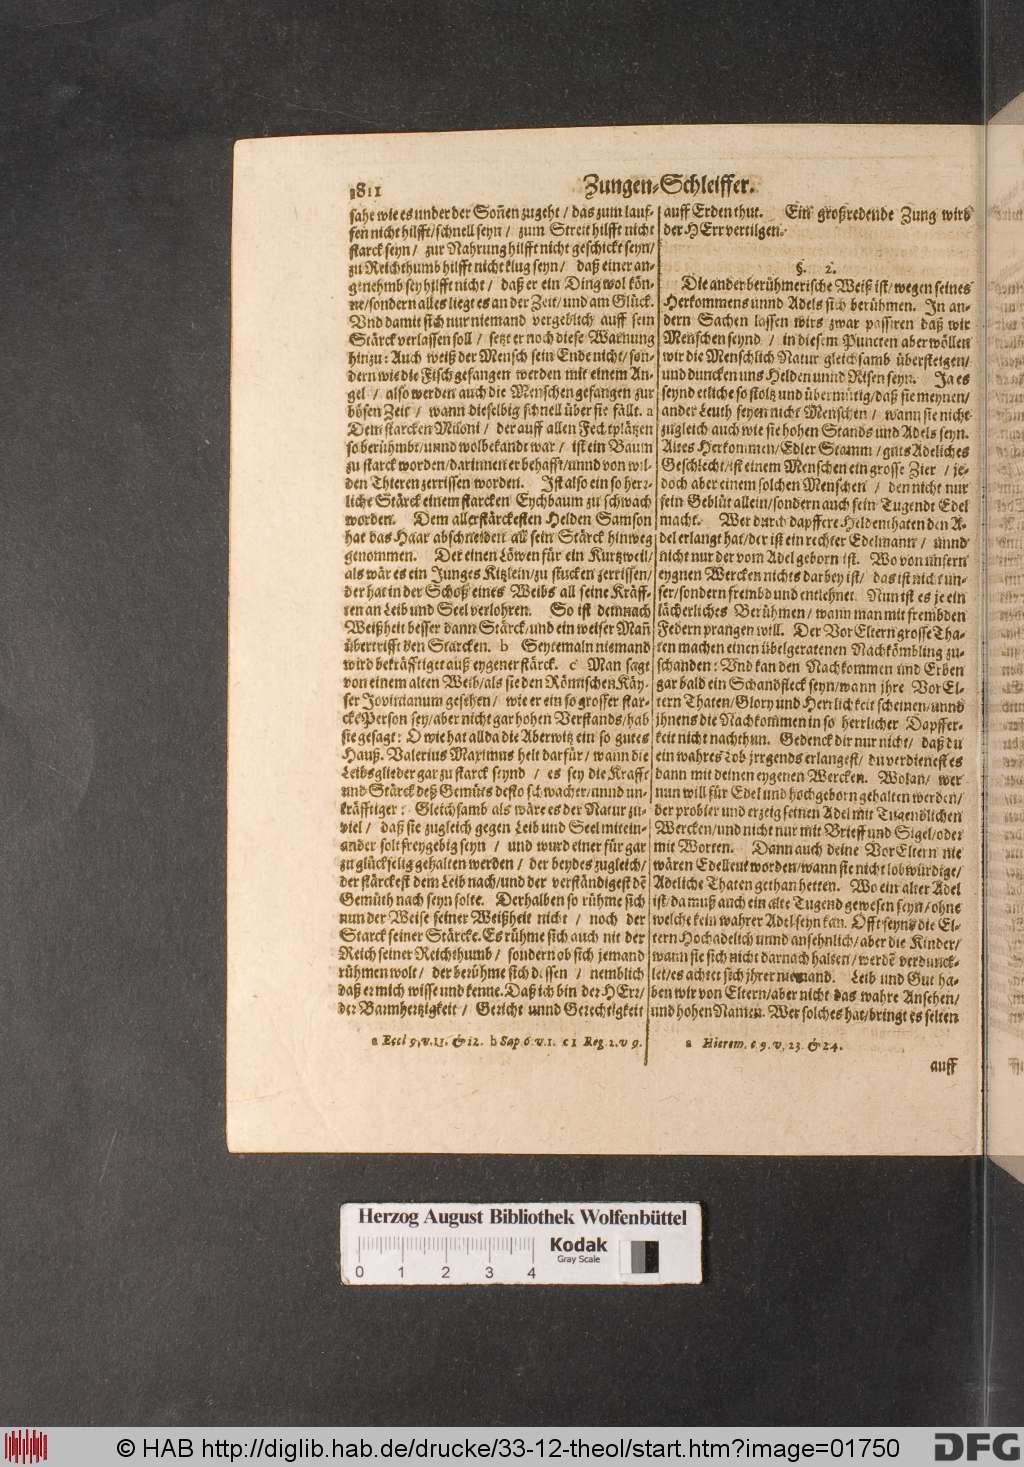 1811
Zungen-Schleiffer.
sahe wie es under der Soñen zugeht / das zum lauf-
fen nicht hilfft / schnell seyn / zum Streit hilfft nicht
starck seyn / zur Nahrung hilfft nicht geschickt seyn /
zu Reichthumb hilfft nicht klug seyn / daß einer an-
genehmb sey hilfft nicht / daß er ein Ding wol kön-
ne / sondern alles liegt es an der Zeit / und am Glück.
Vnd damit sich nur niemand vergeblich auff sein
Stärck verlassen soll / setzt er noch diese Warnung
hinzu: Auch weiß der Mensch sein Ende nicht / son-
dern wie die Fisch gefangen werden mit einem An-
gel / also werden auch die Menschen gefangen zur
bösen Zeit / wann dieselbig schnell über sie fällt. a
Dem starcken Miloni / der auff allen Fechtplätzen
so berühmbt / unnd wolbekandt war / ist ein Baum
zu starck worden / darinnen er behafft / unnd von wil-
den Thieren zerrissen worden. Ist also ein so herz-
liche Stärck einem starcken Eychbaum zu schwach
worden. Dem allerstärckesten Helden Samson
hat das Haar abschneiden all sein Stärck hinweg
genommen. Der einen Löwen für ein Kurtzweil /
als wär es ein Junges Kitzlein / zu stucken zerrissen /
der hat in der Schoß eines Weibs all seine Kräff-
ten an Leib und Seel verlohren. So ist demnach
Weißheit besser dann Stärck / und ein weiser Mañ
übertrifft den Starcken. b Seytemaln niemand
wird bekräfftiget auß eygener stärck. c Man sagt
von einem alten Weib / als sie den Römischen Käy-
ser Jovinianum gesehen / wie er ein so grosser star-
cke Person sey / aber nicht gar hohen Verstands / hab
sie gesagt: O wie hat all da die Aberwitz ein so gutes
Hauß. Valerius Maximus helt darfür / wann die
Leibsglieder gar zu starck seynd / es sey die Krafft
und Stärck deß Gemüts desto schwächer / unnd un-
kräfftiger: Gleichsamb als wäre es der Natur zu-
viel / daß sie zugleich gegen Leib und Seel mitein-
ander solt freygebig seyn / und wurd einer für gar
zu glückselig gehalten werden / der beydes zugleich /
der stärckest dem Leib nach / und der verständigest dē
Gemüth nach seyn solte. Derhalben so rühme sich
nun der Weise seiner Weißheit nicht / noch der
Starck seiner Stärcke. Es rühme sich auch nit der
Reich seiner Reichthumb / sondern ob sich jemand
rühmen wolt / der berühme sich dessen / nemblich
daß er mich wisse und kenne. Daß ich bin der HErr /
der Barmhertzigkeit / Gericht unnd Gerechtigkeit
a Eccl 9. v. 11. & 12. b Sap 6. v. 1. c 1 Reg. 2. v 9.
auff Erden thut. Ein großredende Zung wird
der HErr vertilgen.
§. 2.
Die ander berühmerische Weiß ist / wegen seines
Herkommens unnd Adels sich berühmen. In an-
dern Sachen lassen wirs zwar passiren daß wir
Menschen seynd / in diesem Puncten aber wöllen
wir die Menschlich Natur gleichsamb übersteigen /
und duncken uns Helden unnd Risen seyn. Ja es
seynd etliche so stoltz und übermütig / daß sie meynen /
ander Leuth seyen nicht Menschen / wann sie nicht
zugleich auch wie sie hohen Stands und Adels seyn.
Altes Herkommen / Edler Stamm / guts Adeliches
Geschlecht / ist einem Menschen ein grosse Zier / je-
doch aber einem solchen Menschen / den nicht nur
sein Geblüt allein / sondern auch sein Tugendt Edel
macht. Wer durch dapffere Heldenthaten den A-
del erlangt hat / der ist ein rechter Edelmann / unnd
nicht nur der vom Adel geborn ist. Wo von unsern
eygnen Wercken nichts darbey ist / das ist nicht un-
ser / sondern frembd und entlehnet. Nun ist es je ein
lächerliches Berühmen / wann man mit frembden
Federn prangen will. Der Vor Eltern grosse Tha-
ten machen einen übelgeratenen Nachkömbling zu-
schanden: Vnd kan den Nachkommen und Erben
gar bald ein Schandfleck seyn / wann jhre Vor El-
tern Thaten / Glory und Herrlichkeit scheinen / unnd
jhnens die Nachkommen in so herrlicher Dapffer-
keit nicht nachthun. Gedenck dir nur nicht / daß du
ein wahres Lob jrrgends erlangest / du verdienest es
dann mit deinen eygenen Wercken. Wolan / wer
nun will für Edel und hochgeborn gehalten werden /
der probier und erzeig seinen Adel mit Tugendlichen
Wercken / und nicht nur mit Brieff und Sigel / oder
mit Worten. Dann auch deine Vor Eltern nie
wären Edelleut worden / wann sie nicht lobwürdige /
Adeliche Thaten gethan hetten. Wo ein alter Adel
ist / da muß auch ein alte Tugend gewesen seyn / ohne
welche kein wahrer Adel seyn kan. Offt seynd die El-
tern Hochadelich unnd ansehnlich / aber die Kinder /
wann sie sich nicht darnach halten / werdē verdunck-
let / es achtet sich jhrer niemand. Leib und Gut ha-
ben wir von Eltern / aber nicht das wahre Ansehen /
und hohen Namen. Wer solches hat / bringt es selten
a Hierem. c 9. v. 23. & 24.
auff
Herzog August Bibliothek Wolfenbüttel
0 1 2 3 4
Kodak
Gray Scale
© HAB http://diglib.hab.de/drucke/33-12-theol/start.htm?image=01750
DFG